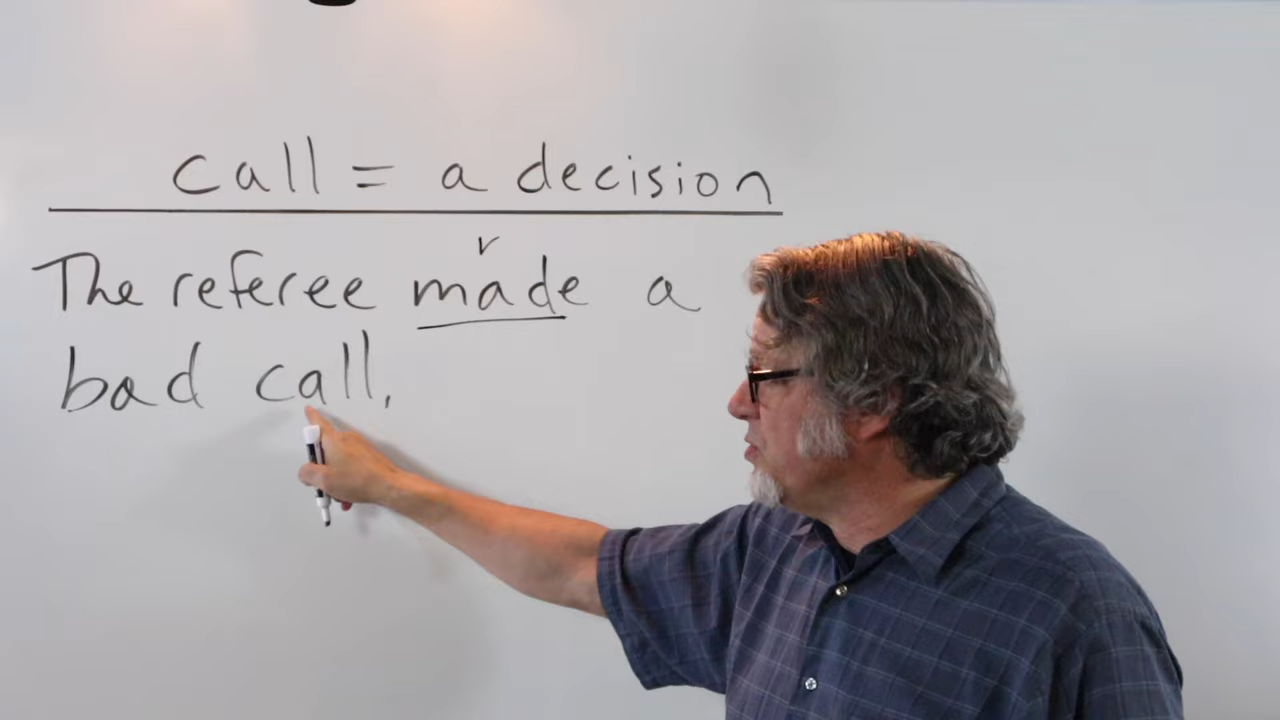 call = a decision
v
The referee made a
bad call.